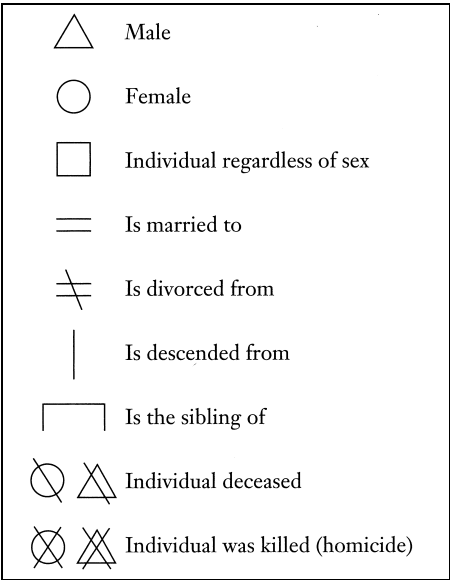 Male
Female
Individual regardless of sex
Is married to
Is divorced from
Is descended from
Is the sibling of
Individual deceased
Individual was killed (homicide)